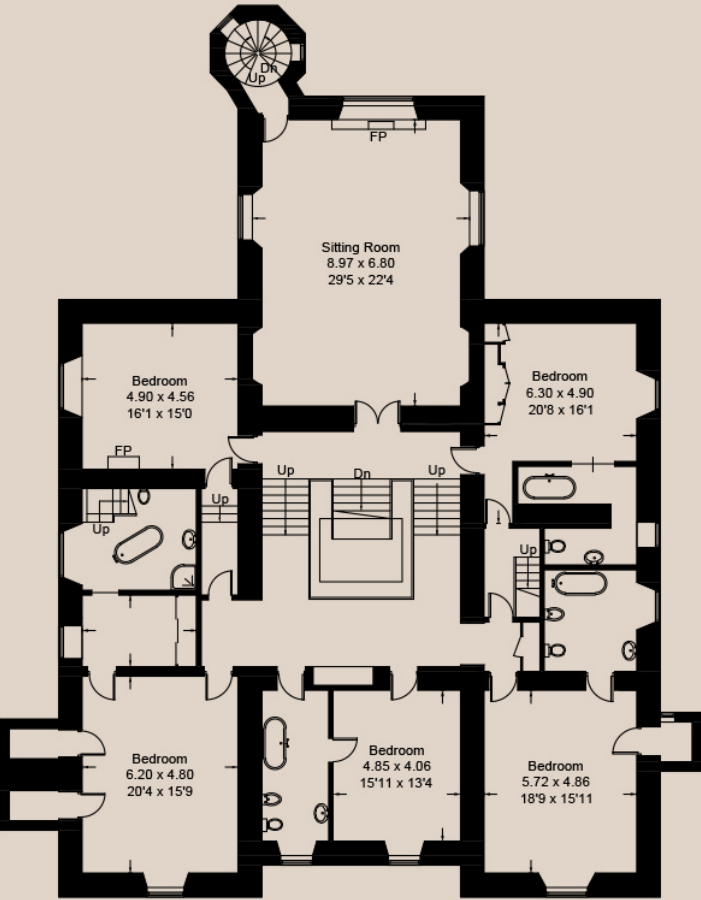 Dn
Up
FP
Sitting Room
8.97 x 6.80
29'5 x 22'4
Bedroom
4.90 x 4.56
16'1 x 15'0
Bedroom
6.30 x 4.90
20'8 x 16'1
FP
Up
Dn
Up
Up
Up
Up
Bedroom
6.20 x 4.80
20'4 x 15'9
Bedroom
4.85 x 4.06
15'11 x 13'4
Bedroom
5.72 x 4.86
18'9 x 15'11